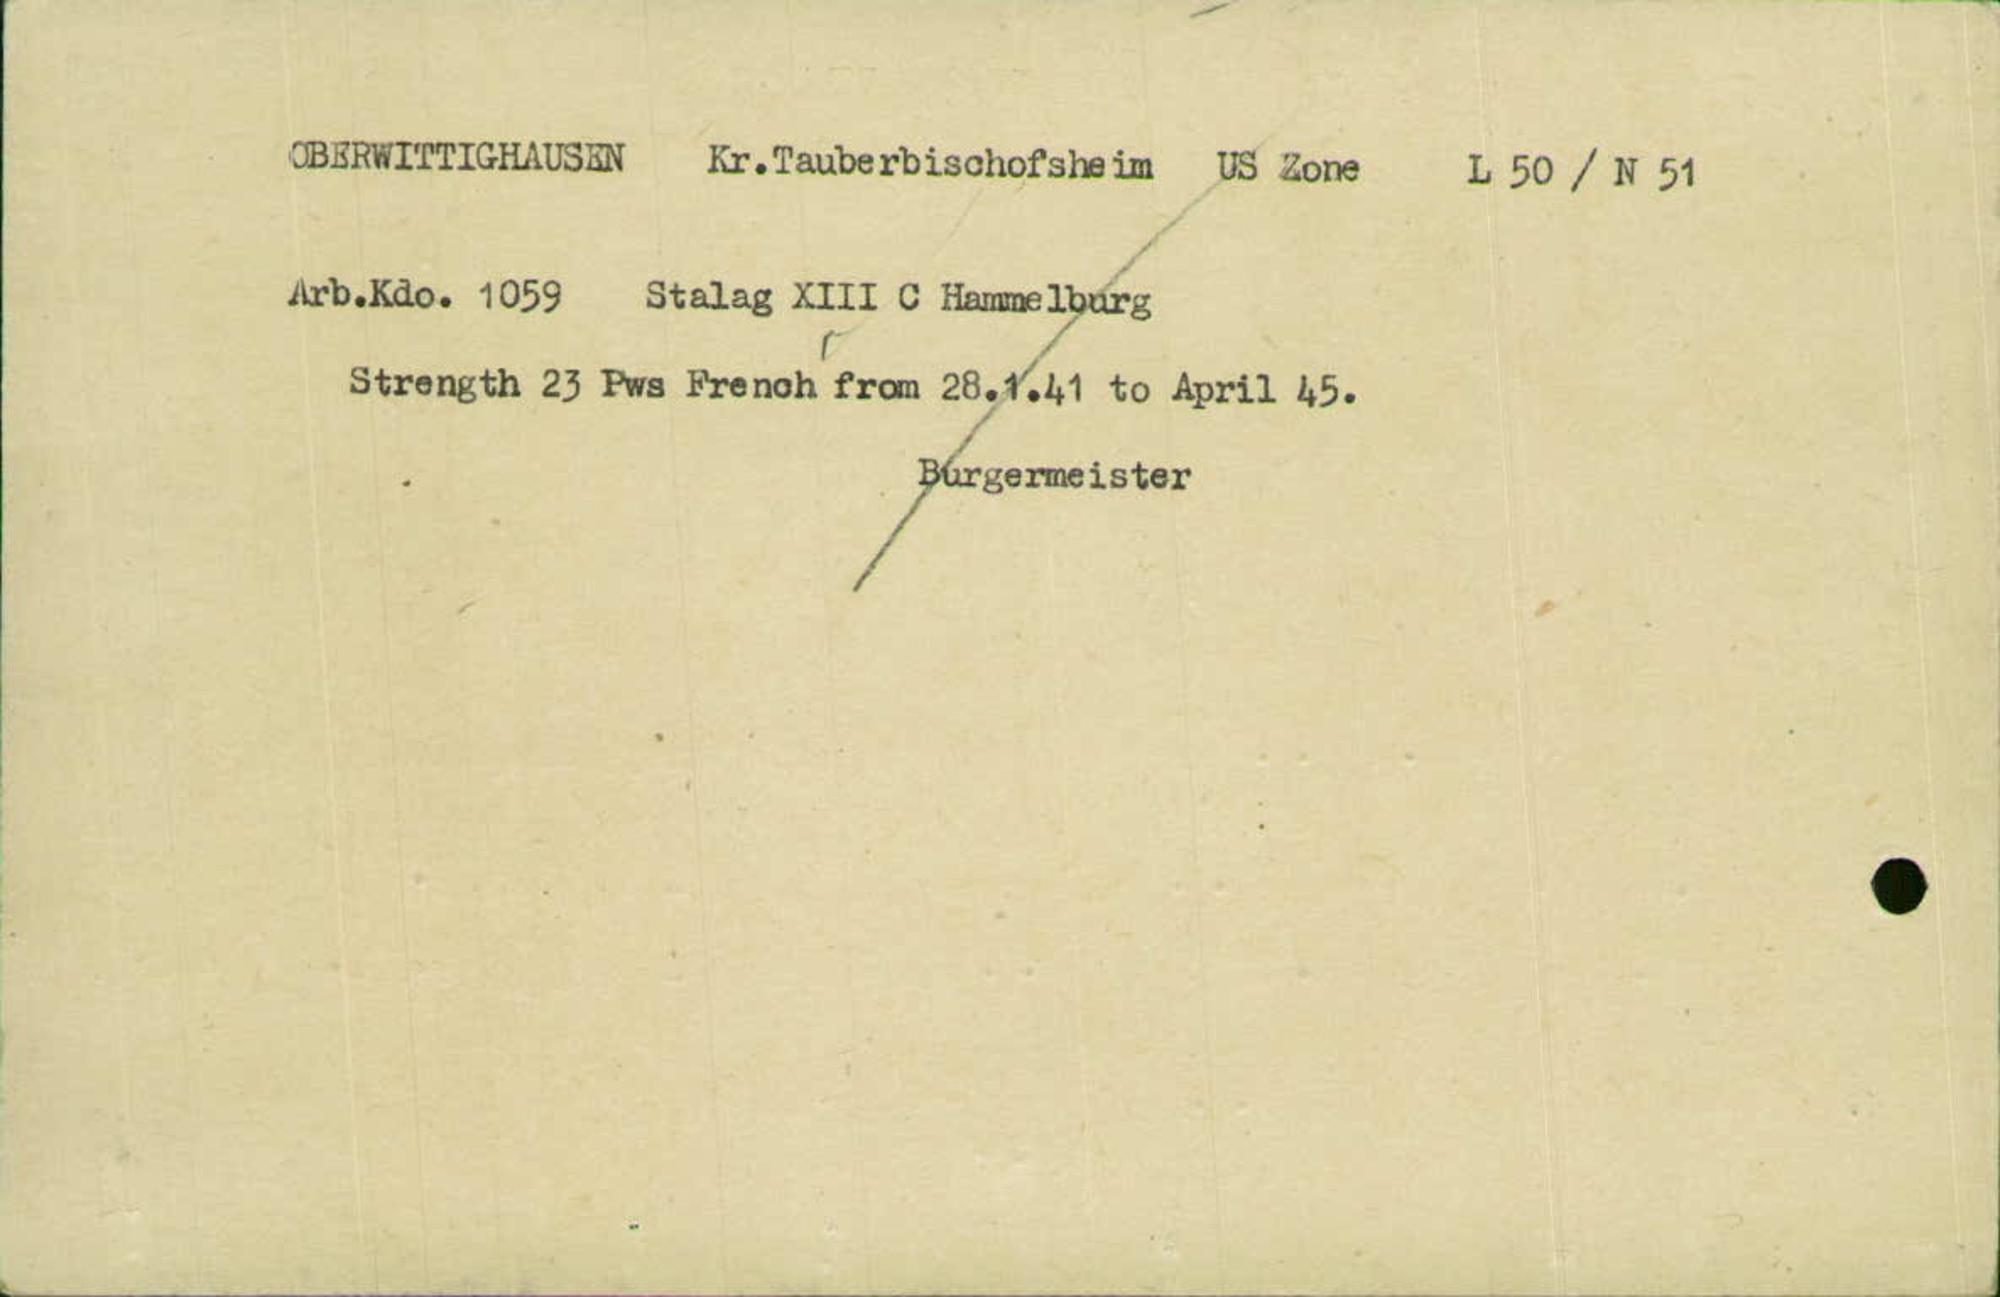 OBERWITTIGHAUSEN Kr.Tauberbischofsheim US Zone L 50 / N 51
Arb.Kdo. 1059 Stalag XIII C Hammelburg
Strength 23 Pws French from 28.1.41 to April 45.
Burgermeister